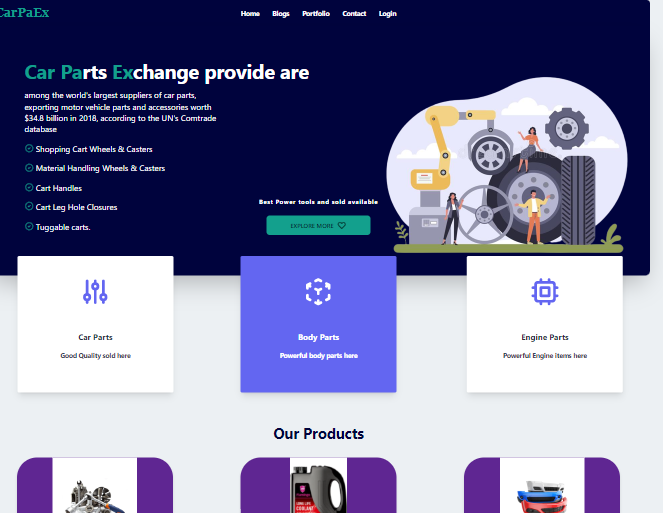 CarPaEx
Home Blogs Portfolio Contact Login
Car Parts Exchange provide are
among the world's largest suppliers of car parts,
exporting motor vehicle parts and accessories worth
$34.8 billion in 2018, according to the UN's Comtrade
database
Shopping Cart Wheels & Casters
Material Handling Wheels & Casters
Cart Handles
Cart Leg Hole Closures
Tuggable carts.
Best Power tools and sold available
EXPLORE MORE
Car Parts
Good Quality sold here
Body Parts
Powerful body parts here
Engine Parts
Powerful Engine items here
Our Products
COOLANT